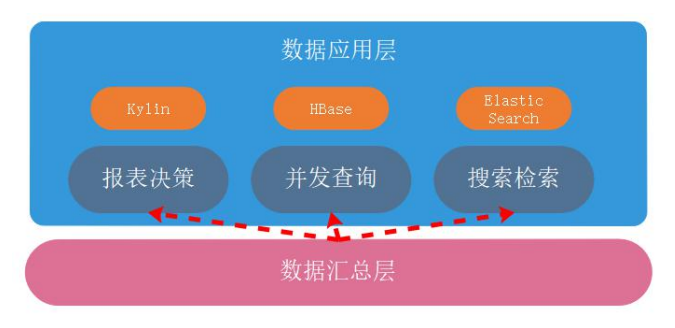 数据应用层
Kylin
HBase
Elastic
Search
报表决策
并发查询
搜索检索
数据汇总层